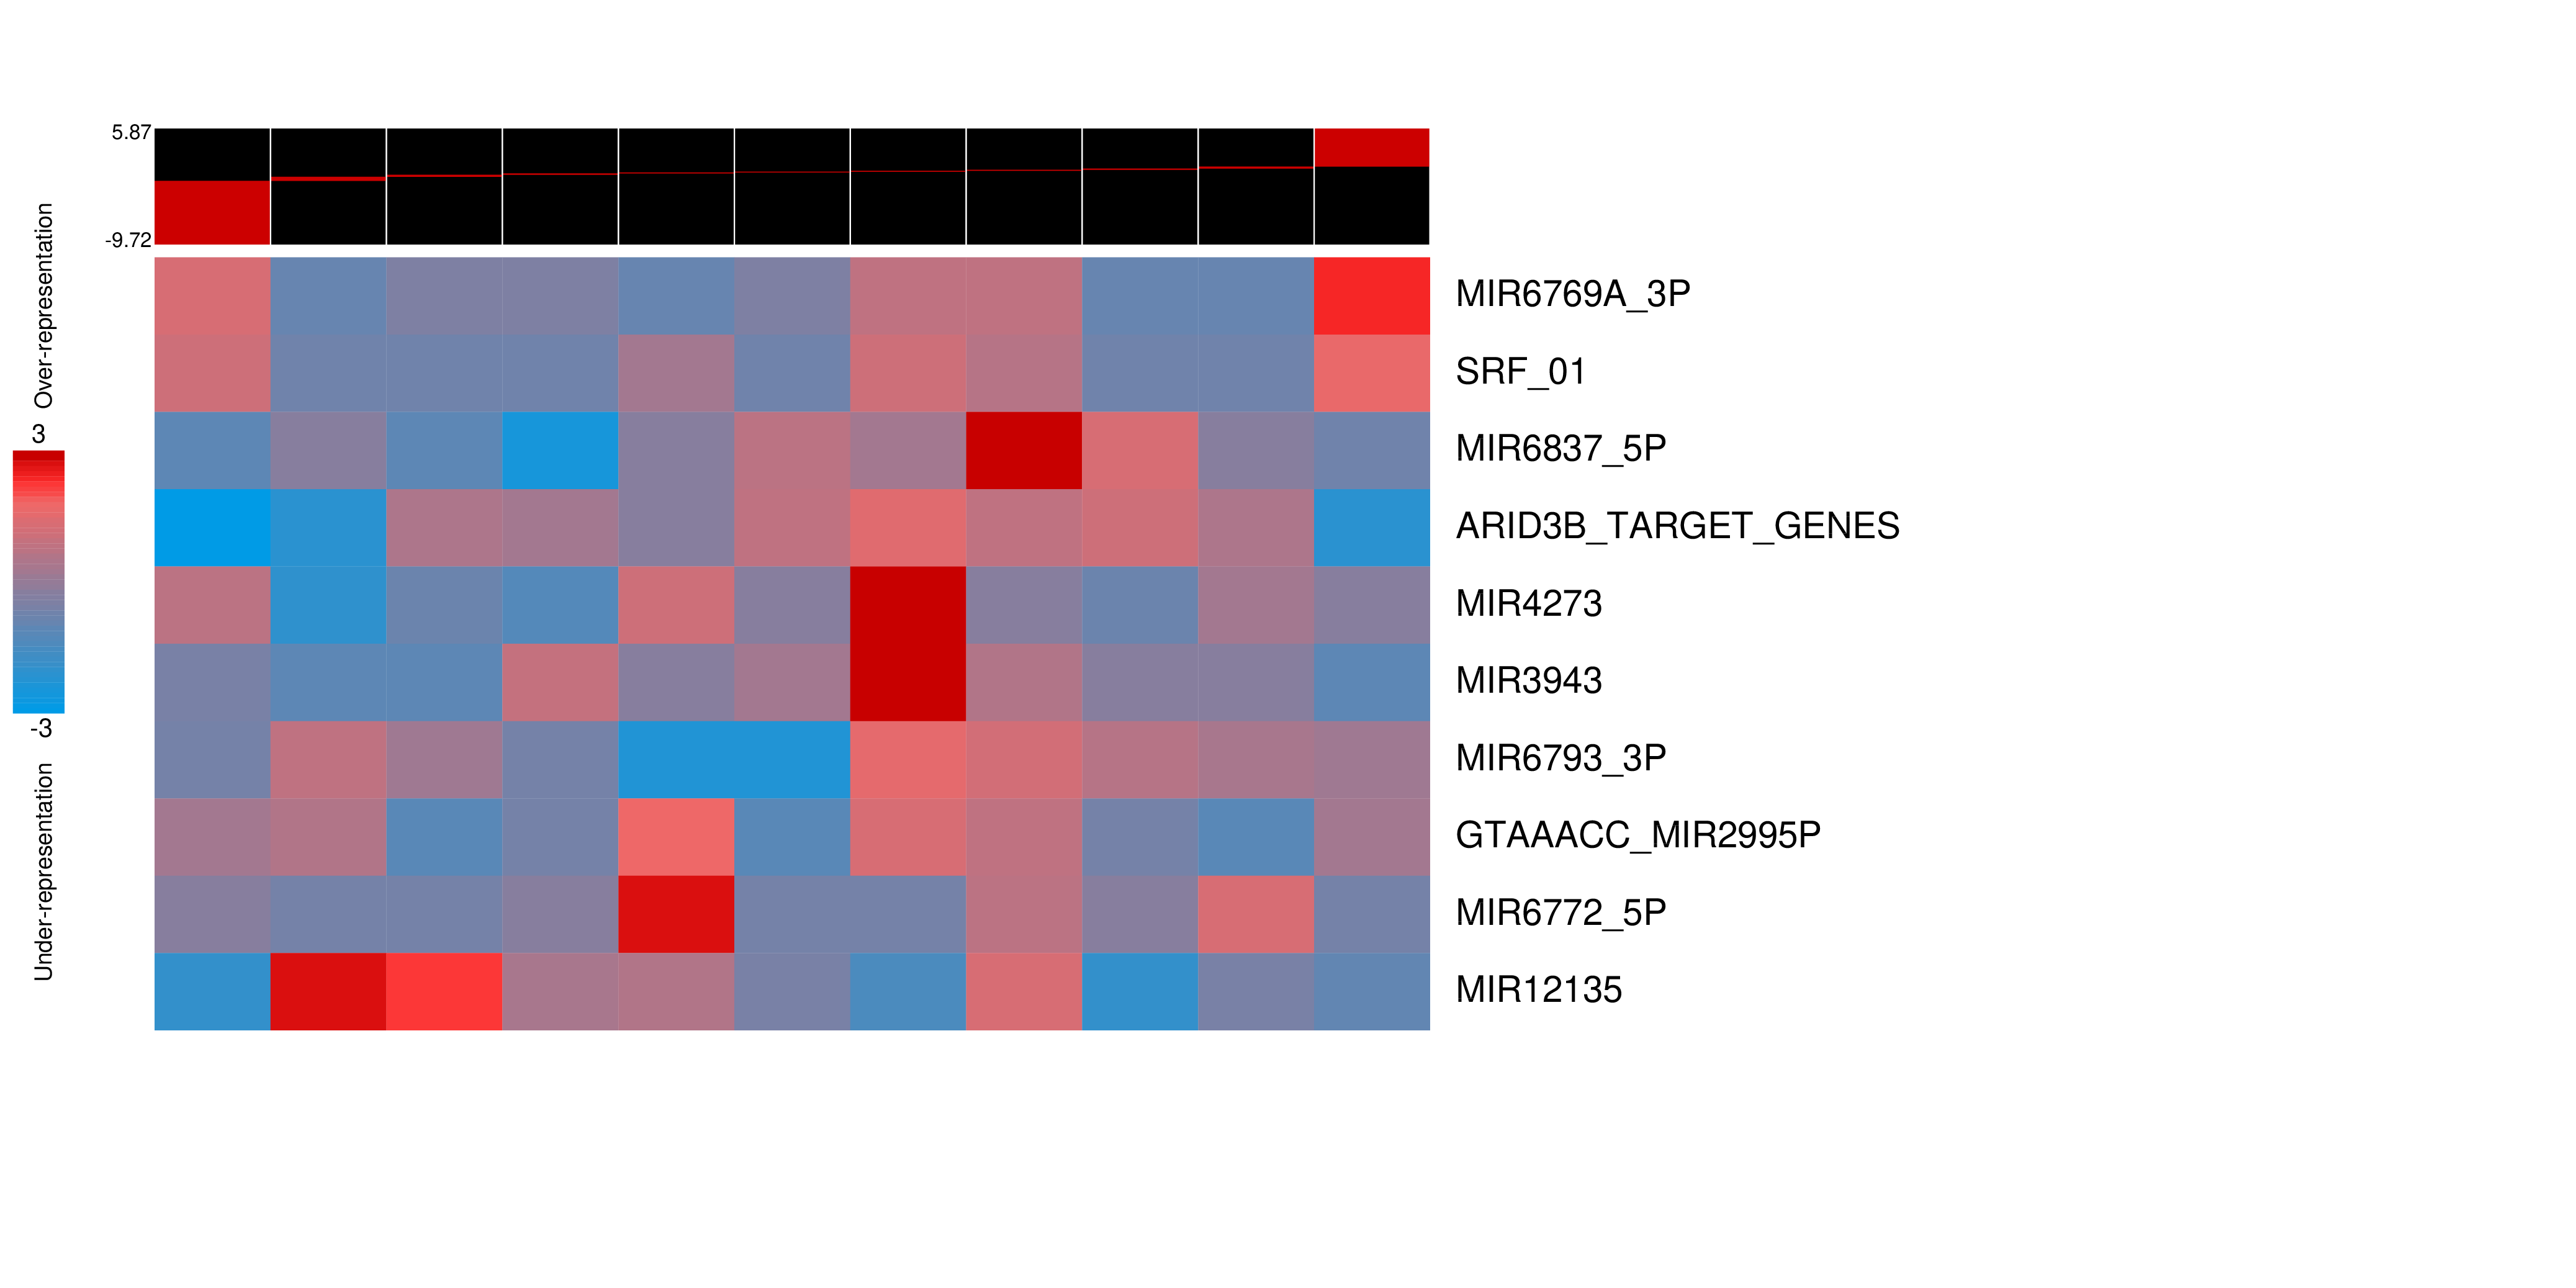 5.87
-9.72
Over-representation
3
-3
Under-representation
MIR6769A_3P
SRF_01
MIR6837_5P
ARID3B_TARGET_GENES
MIR4273
MIR3943
MIR6793_3P
GTAAACC_MIR2995P
MIR6772_5P
MIR12135